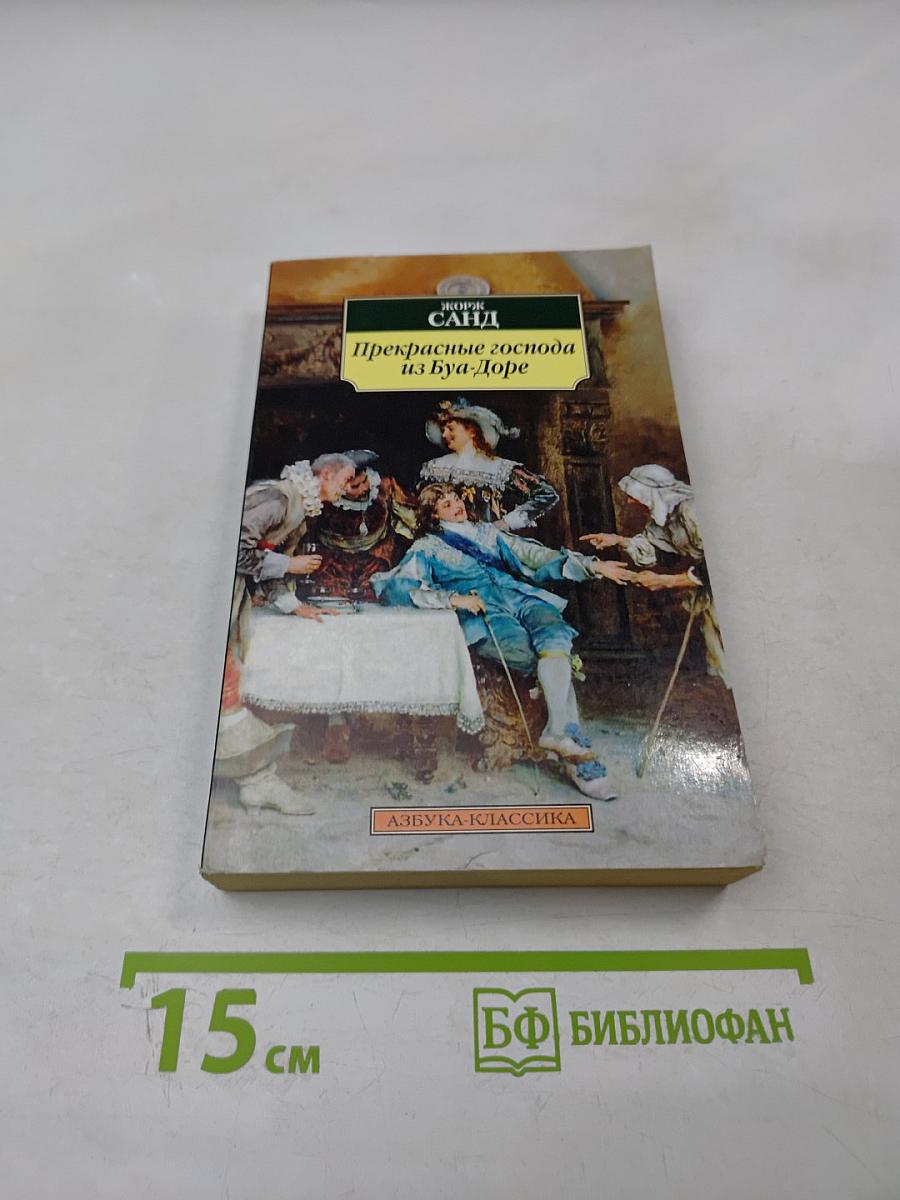 ЖОРЖ
САНД
Прекрасные господа
из Буа-Доре
АЗБУКА-КЛАССИКА
15 см
БФ БИБЛИОФАН